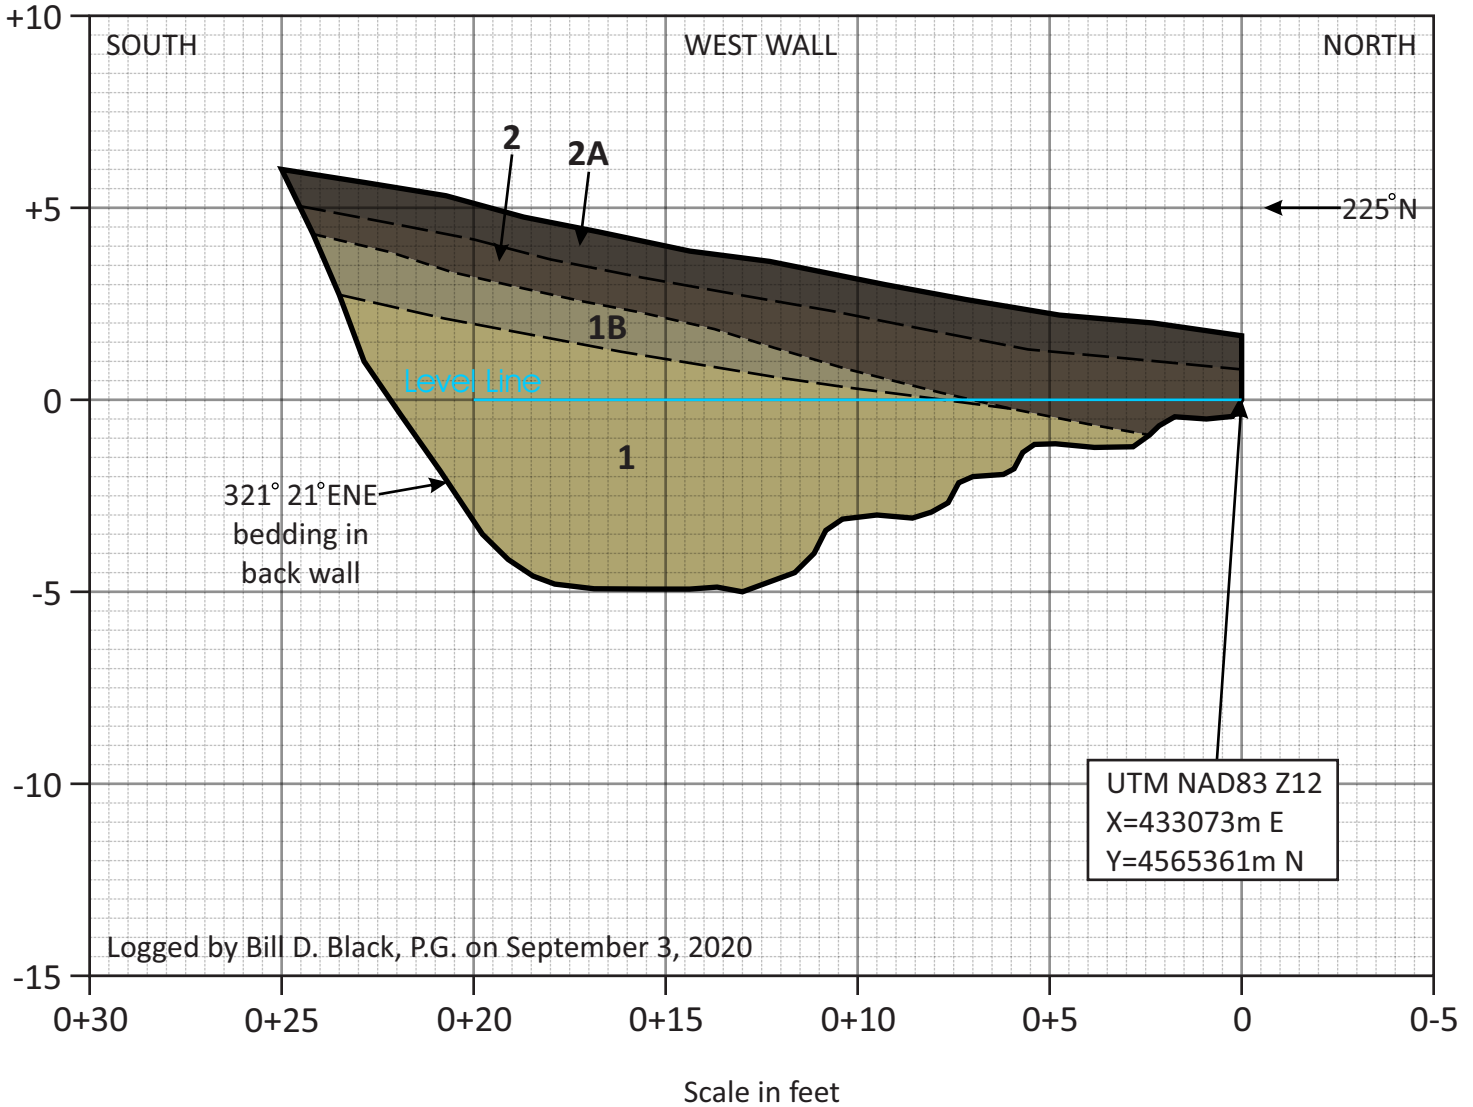 +10
SOUTH
WEST WALL
NORTH
2
2A
+5
225°N
1B
Level Line
0
1
321° 21°ENE
bedding in
back wall
-5
-10
UTM NAD83 Z12
X=433073m E
Y=4565361m N
Logged by Bill D. Black, P.G. on September 3, 2020
-15
0+30
0+25
0+20
0+15
0+10
0+5
0
0-5
Scale in feet